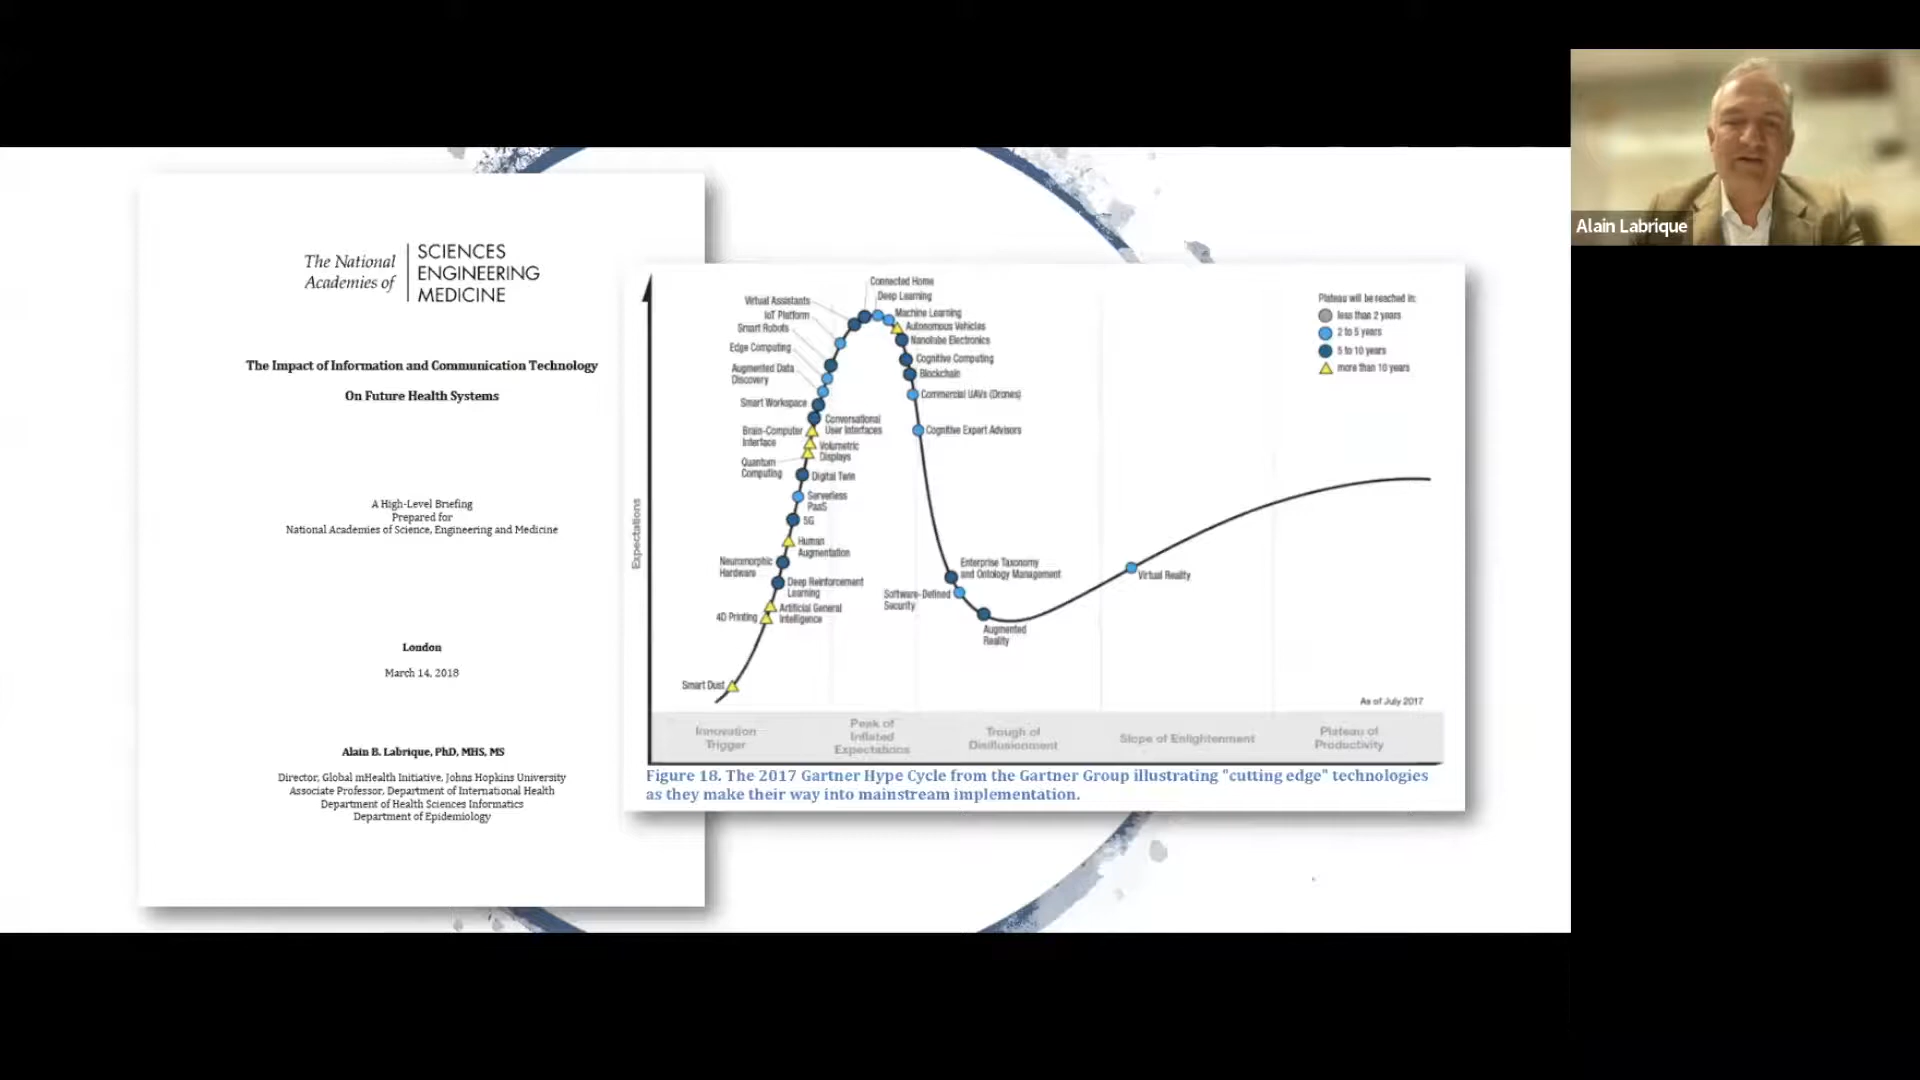 The National
Academies of
SCIENCES
ENGINEERING
MEDICINE
The Impact of Information and Communication Technology
On Future Health Systems
A High-Level Briefing
Prepared for
National Academies of Science, Engineering and Medicine
London
March 14, 2018
Alain B. Labrique, PhD, MHS, MS
Director, Global mHealth Initiative, Johns Hopkins University
Associate Professor, Department of International Health
Department of Health Sciences Informatics
Department of Epidemiology
Expectations
Connected Home
Deep Learning
Virtual Assistants
IoT Platform
Machine Learning
Smart Robots
Autonomous Vehicles
Nanotube Electronics
Edge Computing
Cognitive Computing
Augmented Data
Discovery
Blockchain
Commercial UAVs (Drones)
Smart Workspace
Conversational
User Interfaces
Brain-Computer
Interface
Cognitive Expert Advisors
Volumetric
Displays
Quantum
Computing
Digital Twin
Serverless
PaaS
5G
Human
Augmentation
Neuromorphic
Hardware
Deep Reinforcement
Learning
Artificial General
Intelligence
4D Printing
Smart Dust
Enterprise Taxonomy
and Ontology Management
Software-Defined
Security
Augmented
Reality
Virtual Reality
Plateau will be reached in:
less than 2 years
2 to 5 years
5 to 10 years
more than 10 years
As of July 2017
Innovation
Trigger
Peak of
Inflated
Expectations
Trough of
Disillusionment
Slope of Enlightenment
Plateau of
Productivity
Figure 18. The 2017 Gartner Hype Cycle from the Gartner Group illustrating "cutting edge" technologies
as they make their way into mainstream implementation.
Alain Labrique